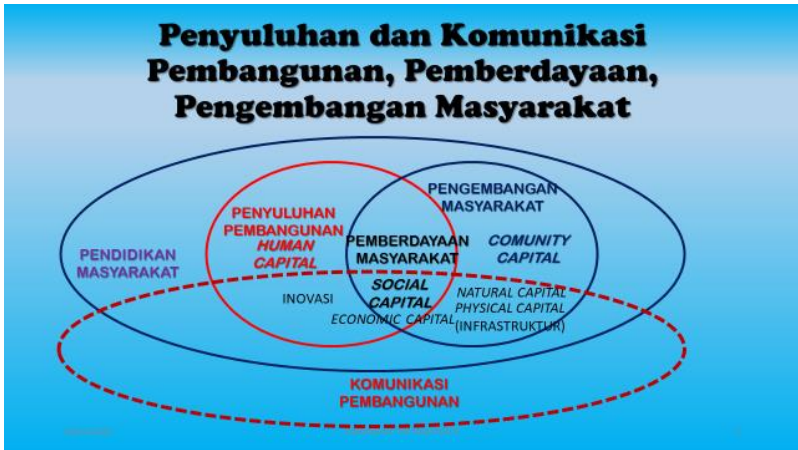 Penyuluhan dan Komunikasi
Pembangunan, Pemberdayaan,
Pengembangan Masyarakat
PENGEMBANGAN
MASYARAKAT
PENYULUHAN
PEMBANGUNAN
HUMAN
CAPITAL
PEMBERDAYAAN
MASYARAKAT
COMUNITY
CAPITAL
PENDIDIKAN
MASYARAKAT
SOCIAL
CAPITAL
INOVASI
ECONOMIC CAPITAL
NATURAL CAPITAL
PHYSICAL CAPITAL
(INFRASTRUKTUR)
KOMUNIKASI
PEMBANGUNAN